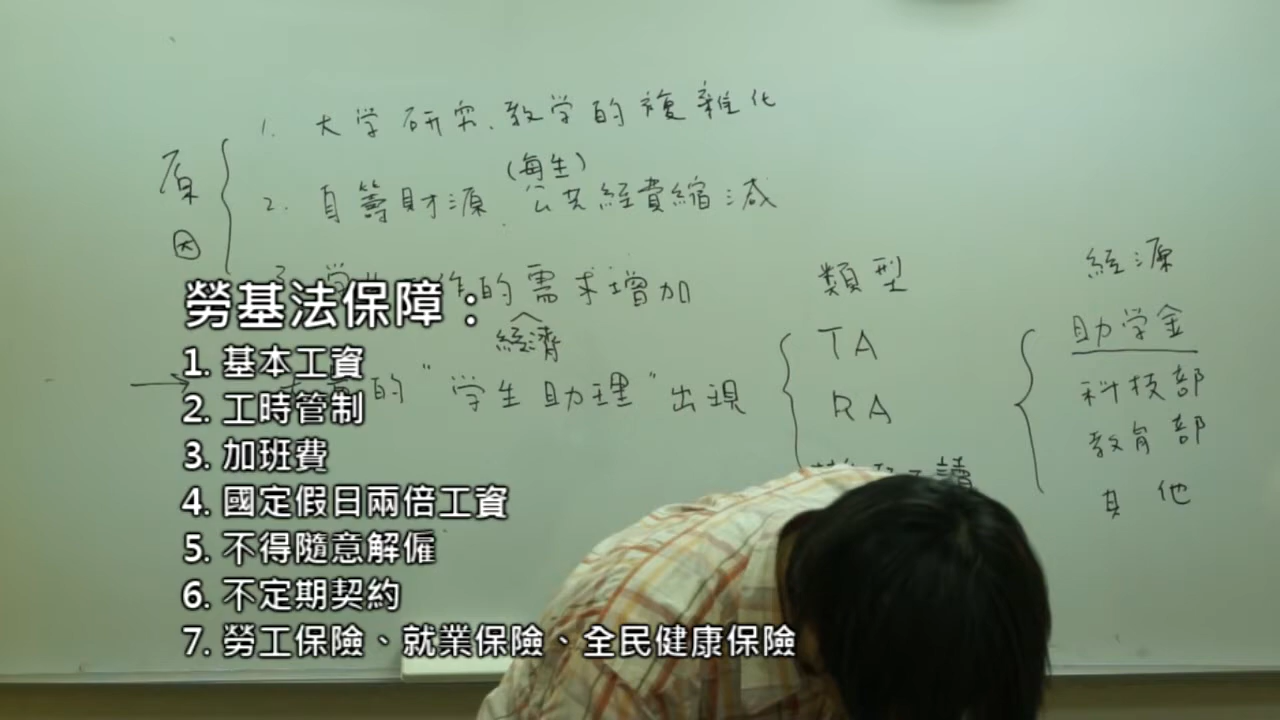 原因
1. 大学研究、教学的複雜化
(每生)
2. 自籌財源、公共經費縮減
的需求增加
經濟
的“学生助理”出現
類型
TA
RA
讀
經源
助学金
科技部
教育部
其他
勞基法保障：
1. 基本工資
2. 工時管制
3. 加班費
4. 國定假日兩倍工資
5. 不得隨意解僱
6. 不定期契約
7. 勞工保險、就業保險、全民健康保險